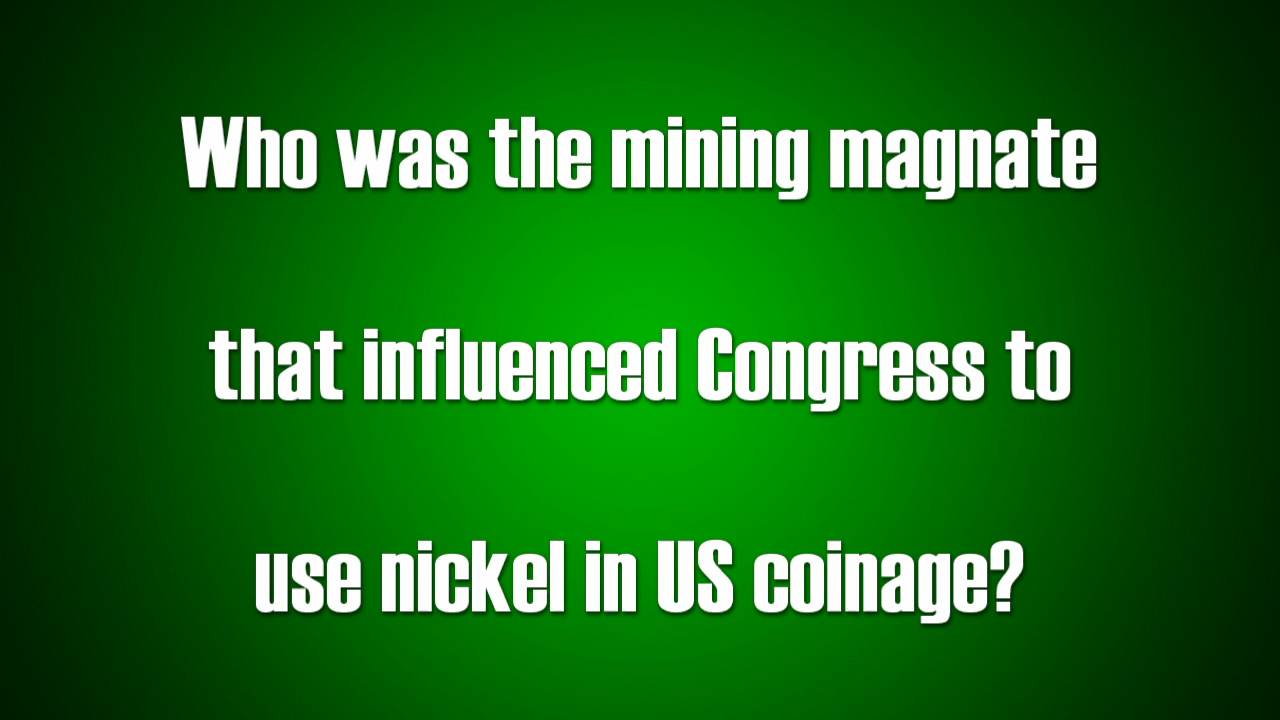 Who was the mining magnate
that influenced Congress to
use nickel in US coinage?